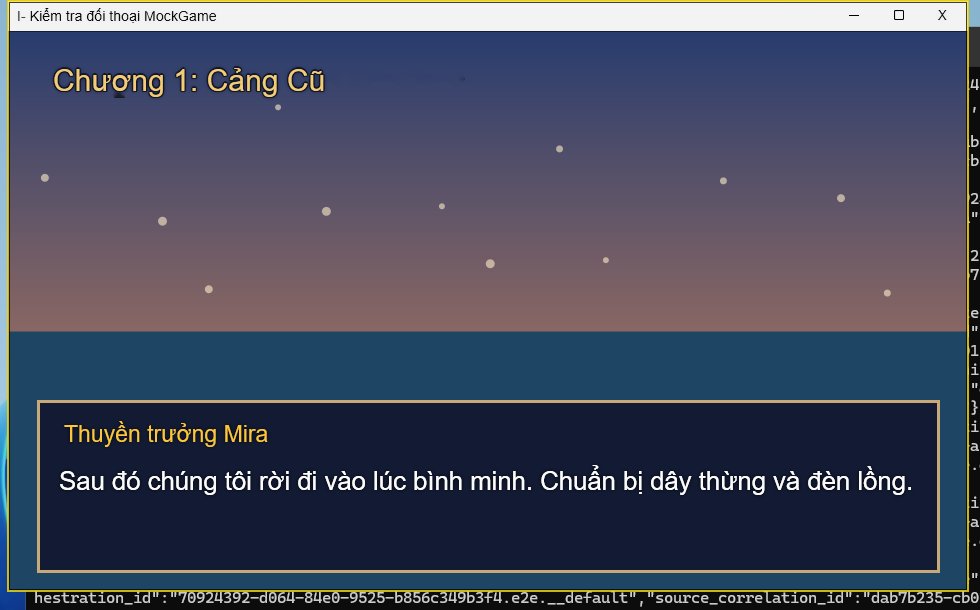 I- Kiểm tra đối thoại MockGame
Chương 1: Cảng Cũ
Thuyền trưởng Mira
Sau đó chúng tôi rời đi vào lúc bình minh. Chuẩn bị dây thừng và đèn lồng.
hestration_id":"70924392-d064-84e0-9525-b856c349b3f4.e2e.__default","source_correlation_id":"dab7b235-cb0